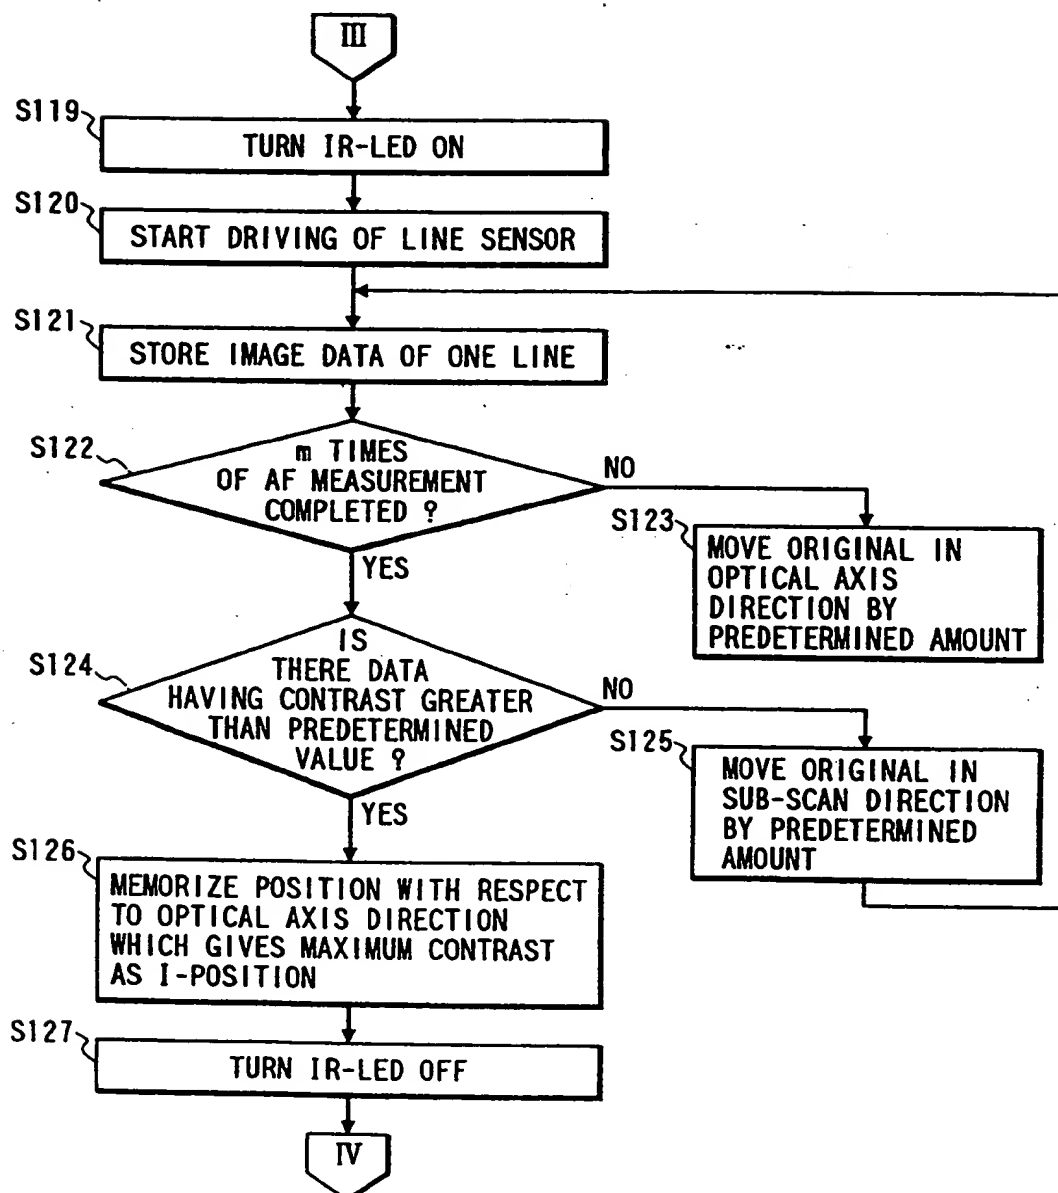 III
S119
TURN IR-LED ON
S120
START DRIVING OF LINE SENSOR
S121
STORE IMAGE DATA OF ONE LINE
S122
m TIMES
OF AF MEASUREMENT
COMPLETED ?
NO
YES
S123
MOVE ORIGINAL IN
OPTICAL AXIS
DIRECTION BY
PREDETERMINED AMOUNT
S124
IS
THERE DATA
HAVING CONTRAST GREATER
THAN PREDETERMINED
VALUE ?
NO
YES
S125
MOVE ORIGINAL IN
SUB-SCAN DIRECTION
BY PREDETERMINED
AMOUNT
S126
MEMORIZE POSITION WITH RESPECT
TO OPTICAL AXIS DIRECTION
WHICH GIVES MAXIMUM CONTRAST
AS I-POSITION
S127
TURN IR-LED OFF
IV